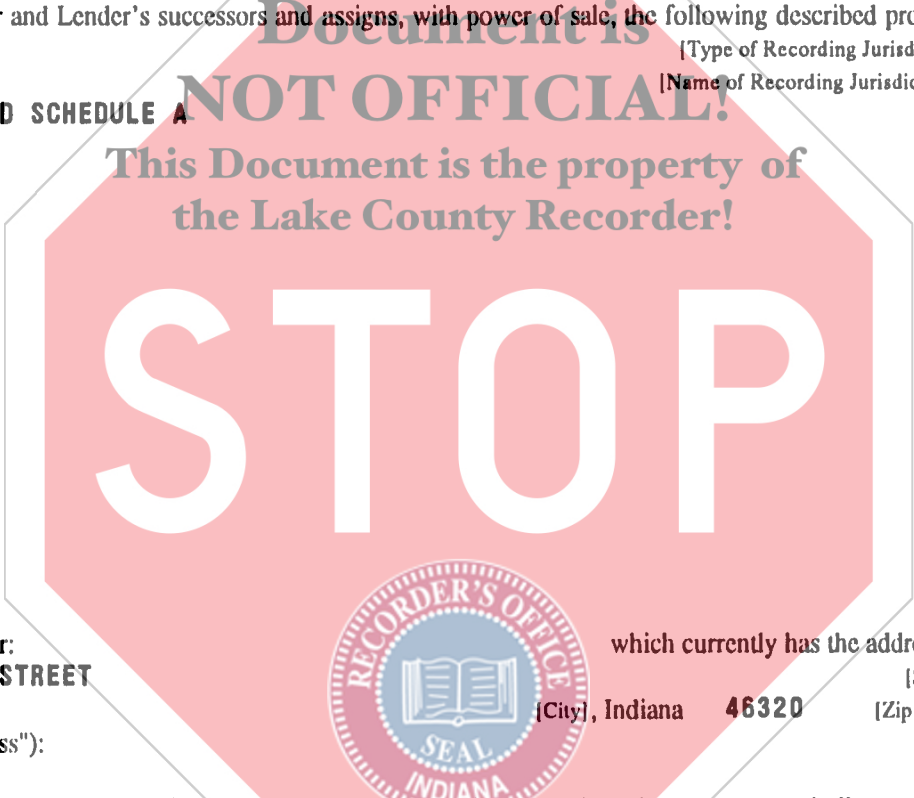 r and Lender's successors and assigns, with power of sale, the following described pro
Document is
[Type of Recording Jurisd
NOT OFFICIAL!
[Name of Recording Jurisdic
D SCHEDULE A
This Document is the property of
the Lake County Recorder!
STOP
RECORDER'S OFFICE
r:
which currently has the addre
STREET
[S
[City], Indiana 46320 [Zip
ss"):
SEAL
INDIANA